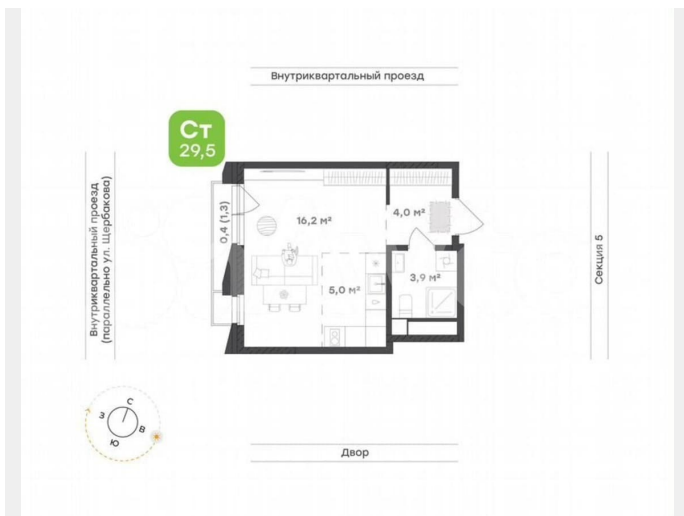 Внутриквартальный проезд
Ст
29,5
Внутриквартальный проезд
(параллельно ул. Щербакова)
0,4 (1,3)
16,2 м²
4,0 м²
5,0 м²
3,9 м²
Секция 5
С
З
В
Ю
Двор